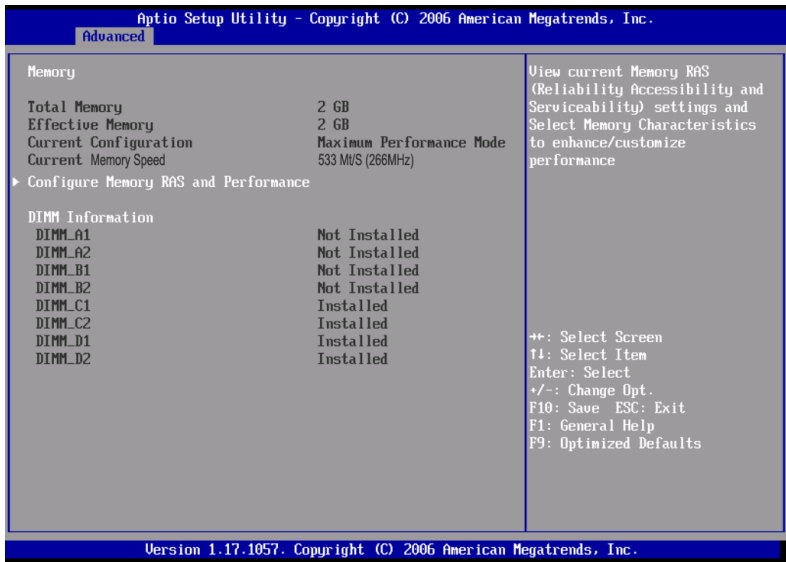 Aptio Setup Utility - Copyright (C) 2006 American Megatrends, Inc.
Advanced
Memory
Total Memory 2 GB
Effective Memory 2 GB
Current Configuration Maximum Performance Mode
Current Memory Speed 533 Mt/S (266MHz)
Configure Memory RAS and Performance
DIMM Information
DIMM_A1 Not Installed
DIMM_A2 Not Installed
DIMM_B1 Not Installed
DIMM_B2 Not Installed
DIMM_C1 Installed
DIMM_C2 Installed
DIMM_D1 Installed
DIMM_D2 Installed
View current Memory RAS
(Reliability Accessibility and
Serviceability) settings and
Select Memory Characteristics
to enhance/customize
performance
→←: Select Screen
↑↓: Select Item
Enter: Select
+/-: Change Opt.
F10: Save ESC: Exit
F1: General Help
F9: Optimized Defaults
Version 1.17.1057. Copyright (C) 2006 American Megatrends, Inc.